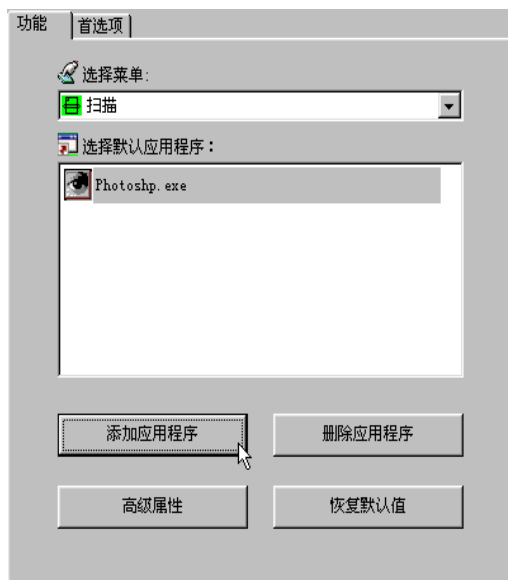 功能 首选项
选择菜单:
扫描
选择默认应用程序：
Photoshp. exe
添加应用程序 删除应用程序
高级属性 恢复默认值